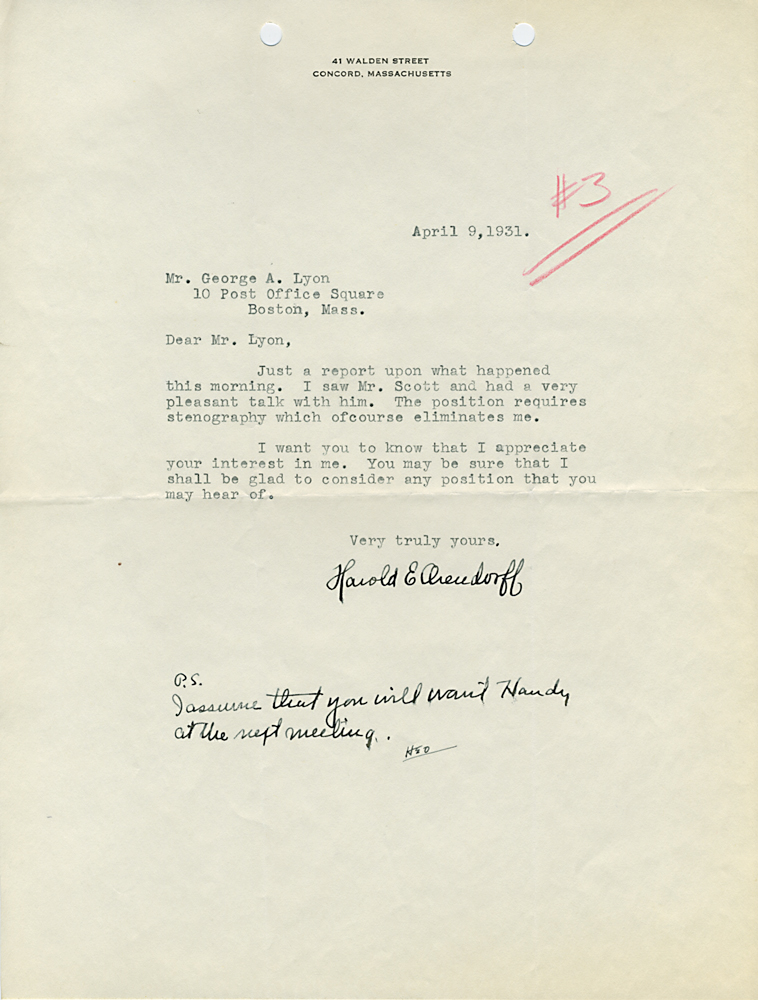 41 WALDEN STREET
CONCORD, MASSACHUSETTS
#3
April 9,1931.
Mr. George A. Lyon
10 Post Office Square
Boston, Mass.
Dear Mr. Lyon,
Just a report upon what happened
this morning. I saw Mr. Scott and had a very
pleasant talk with him. The position requires
stenography which ofcourse eliminates me.
I want you to know that I appreciate
your interest in me. You may be sure that I
shall be glad to consider any position that you
may hear of.
Very truly yours,
Harold E Orendorff
P.S.
I assume that you will want Handy
at the next meeting.
HEO